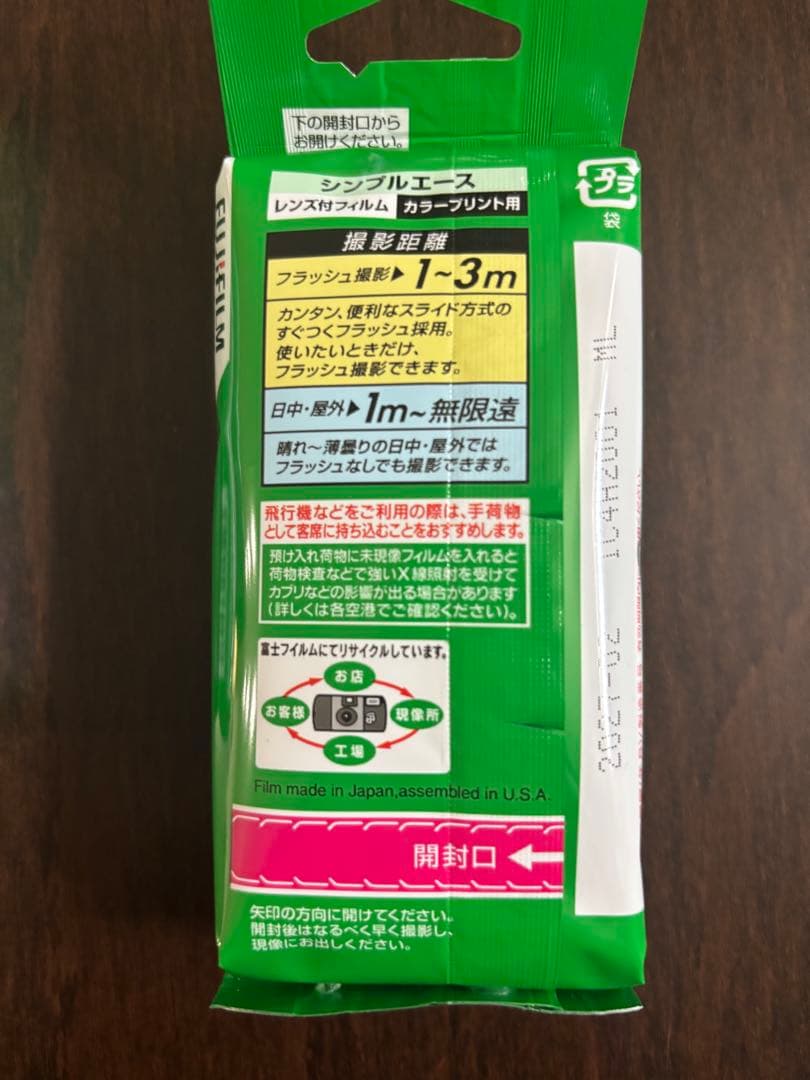 下の開封口から
お開けください。
シンプルエース
レンズ付フィルム カラープリント用
プラ
袋
FUJIFILM
撮影距離
フラッシュ撮影▶1~3m
カンタン、便利なスライド方式の
すぐつくフラッシュ採用。
使いたいときだけ、
フラッシュ撮影できます。
日中・屋外▶1m~無限遠
晴れ~薄曇りの日中・屋外では
フラッシュなしでも撮影できます。
飛行機などをご利用の際は、手荷物
として客席に持ち込むことをおすすめします。
預け入れ荷物に未現像フィルムを入れると
荷物検査などで強いX線照射を受けて
カブリなどの影響が出る場合があります
(詳しくは各空港でご確認ください)。
富士フイルムにてリサイクルしています。
お店
お客様
現像所
工場
Film made in Japan,assembled in U.S.A.
開封口
矢印の方向に開けてください。
開封後はなるべく早く撮影し、
現像にお出しください。
ML